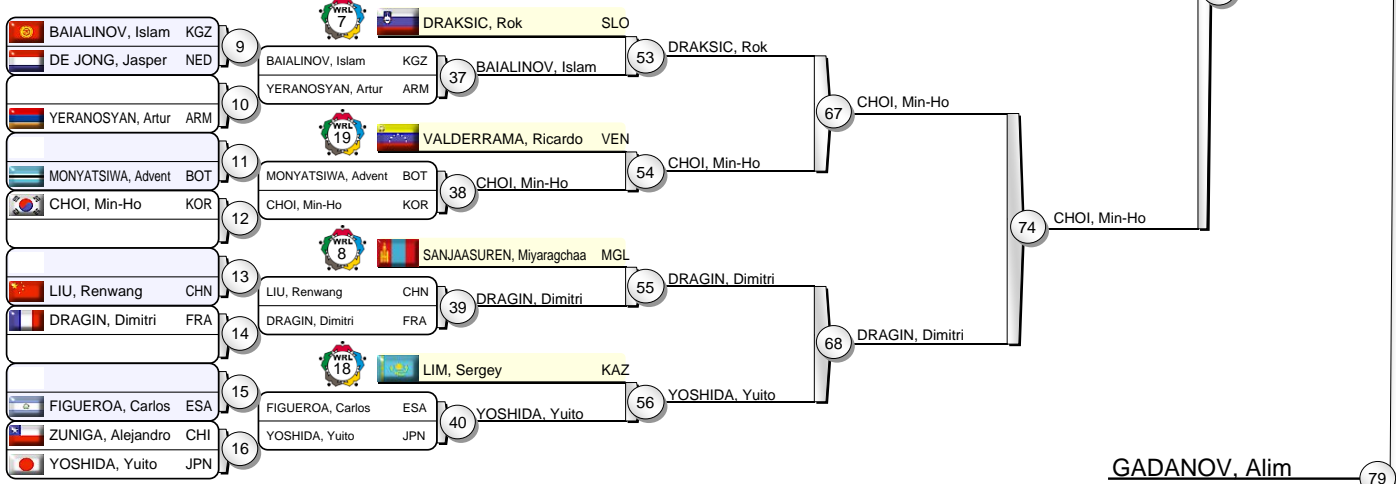 WRL 7 DRAKSIC, Rok SLO
BAIALINOV, Islam KGZ
DE JONG, Jasper NED
9
BAIALINOV, Islam KGZ
YERANOSYAN, Artur ARM
37
BAIALINOV, Islam
53
DRAKSIC, Rok
YERANOSYAN, Artur ARM
10
67
CHOI, Min-Ho
WRL 19 VALDERRAMA, Ricardo VEN
MONYATSIWA, Advent BOT
11
MONYATSIWA, Advent BOT
CHOI, Min-Ho KOR
38
CHOI, Min-Ho
54
CHOI, Min-Ho
CHOI, Min-Ho KOR
12
74
CHOI, Min-Ho
WRL 8 SANJAASUREN, Miyaragchaa MGL
LIU, Renwang CHN
13
LIU, Renwang CHN
DRAGIN, Dimitri FRA
39
DRAGIN, Dimitri
55
DRAGIN, Dimitri
DRAGIN, Dimitri FRA
14
68
DRAGIN, Dimitri
WRL 18 LIM, Sergey KAZ
FIGUEROA, Carlos ESA
15
FIGUEROA, Carlos ESA
YOSHIDA, Yuito JPN
40
YOSHIDA, Yuito
56
YOSHIDA, Yuito
ZUNIGA, Alejandro CHI
YOSHIDA, Yuito JPN
16
GADANOV, Alim
79